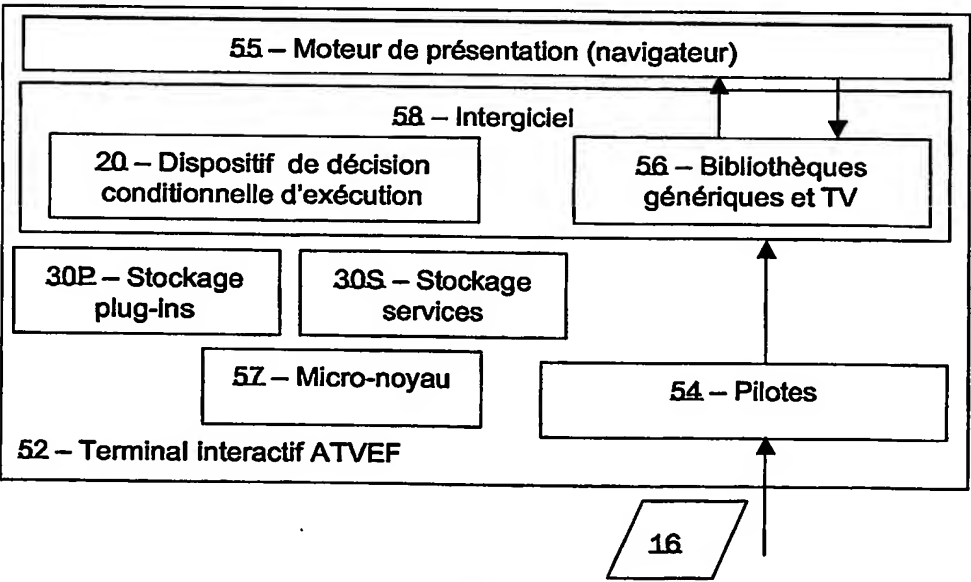 55 – Moteur de présentation (navigateur)
58 – Intergiciel
20 – Dispositif de décision
conditionnelle d'exécution
56 – Bibliothèques
génériques et TV
30P – Stockage
plug-ins
30S – Stockage
services
57 – Micro-noyau
54 – Pilotes
52 – Terminal interactif ATVEF
16